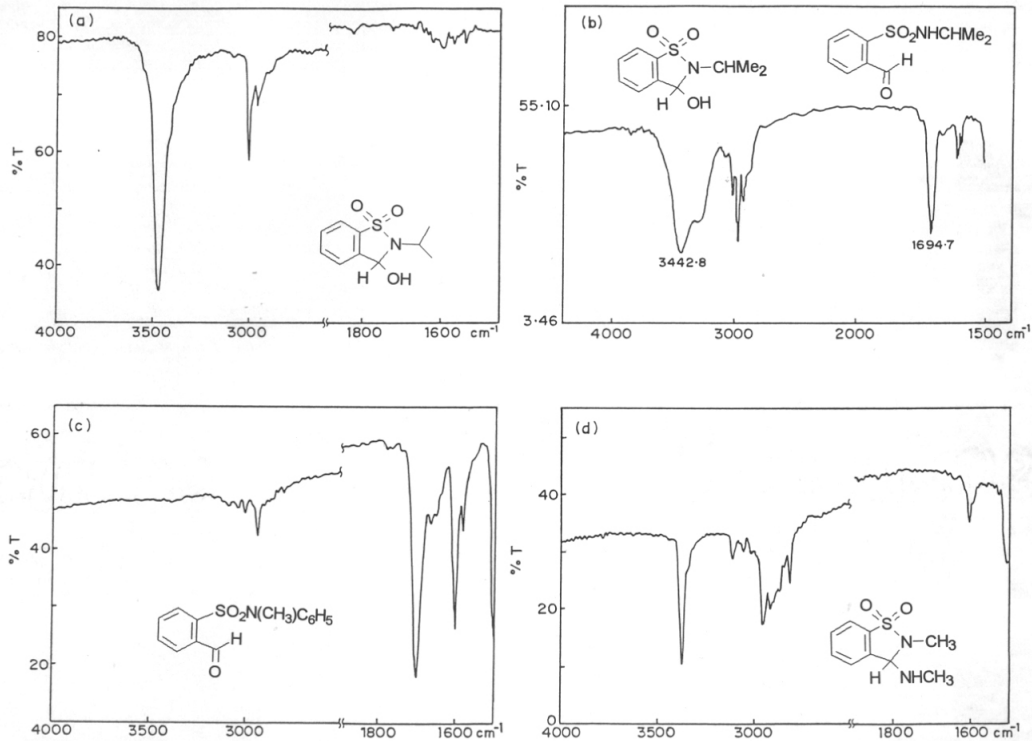 (a)
80
60
40
% T
O O
S
N
H OH
4000 3500 3000 1800 1600 cm-1
(b)
55·10
3·46
% T
O O
S
N—CHMe2
H OH
SO2NHCHMe2
H
O
3442·8
1694·7
4000 3000 2000 1500 cm-1
(c)
60
40
20
% T
SO2N(CH3)C6H5
H
O
4000 3500 3000 1800 1600 cm-1
(d)
40
20
0
% T
O O
S
N—CH3
H NHCH3
4000 3500 3000 1800 1600 cm-1